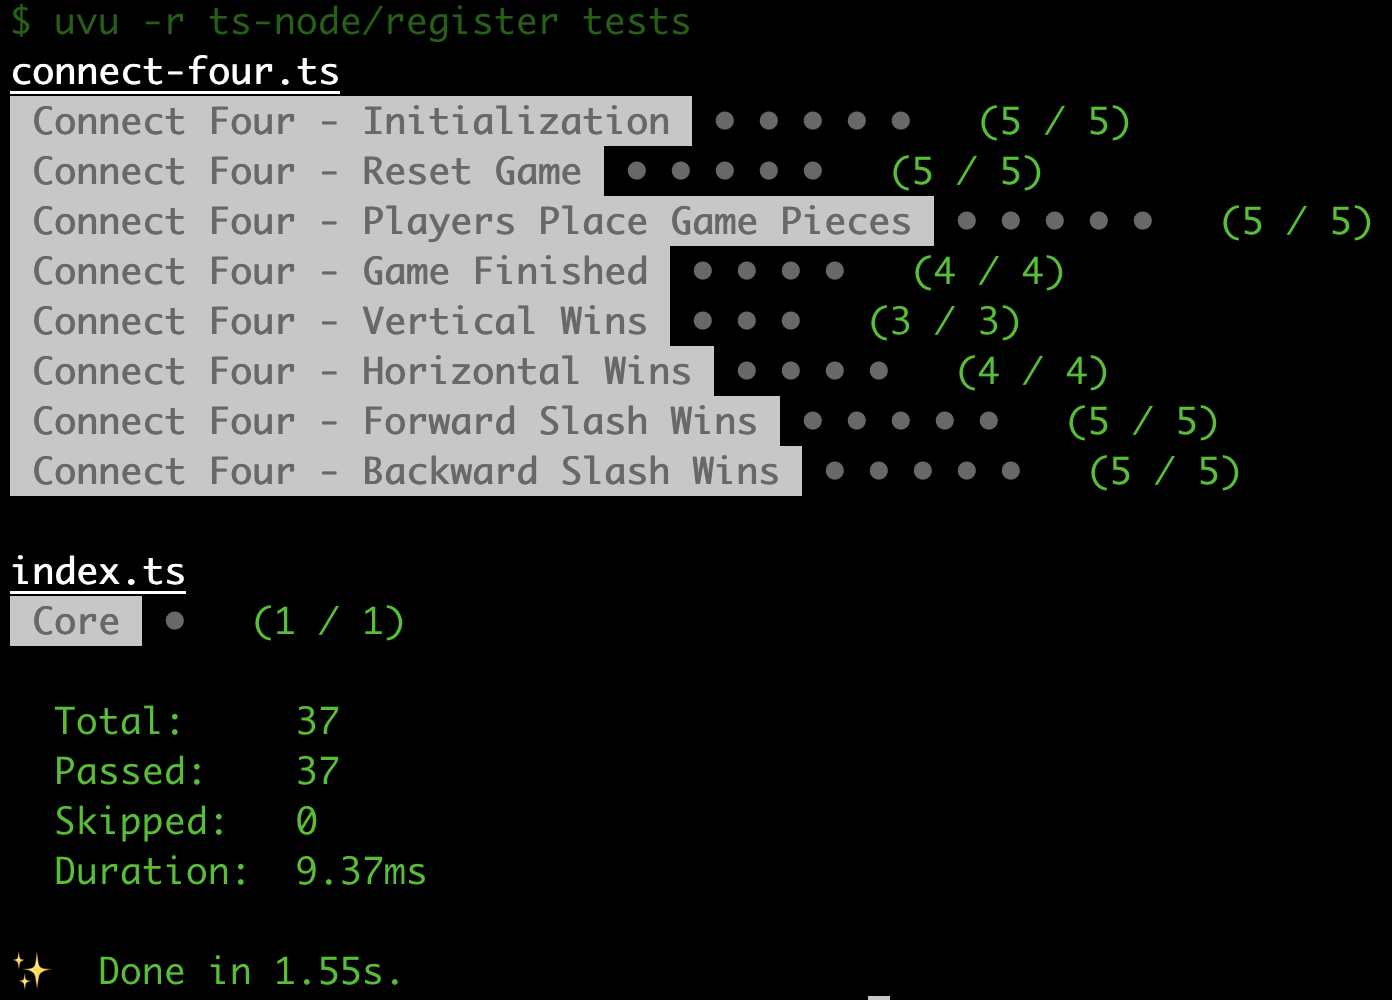 $ uvu -r ts-node/register tests
connect-four.ts
Connect Four - Initialization • • • • • (5 / 5)
Connect Four - Reset Game • • • • • (5 / 5)
Connect Four - Players Place Game Pieces • • • • • (5 / 5)
Connect Four - Game Finished • • • • (4 / 4)
Connect Four - Vertical Wins • • • (3 / 3)
Connect Four - Horizontal Wins • • • • (4 / 4)
Connect Four - Forward Slash Wins • • • • • (5 / 5)
Connect Four - Backward Slash Wins • • • • • (5 / 5)
index.ts
Core • (1 / 1)
Total: 37
Passed: 37
Skipped: 0
Duration: 9.37ms
✨ Done in 1.55s.